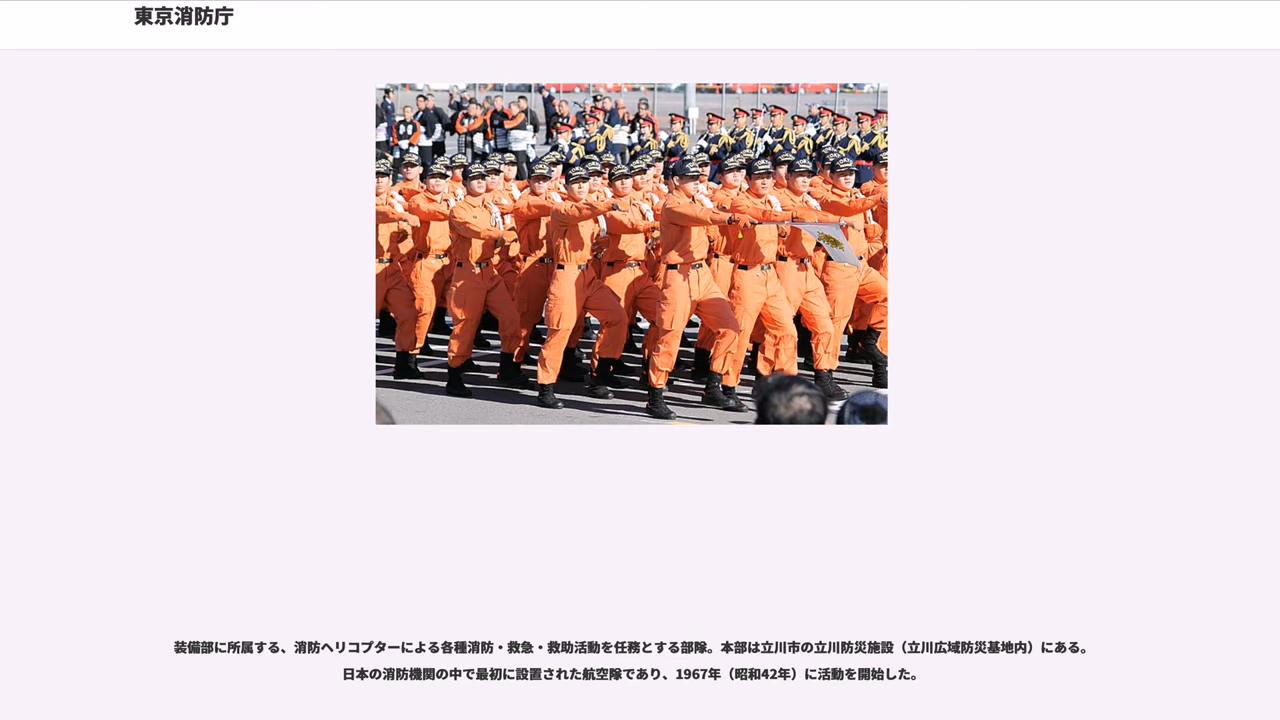 東京消防庁
装備部に所属する、消防ヘリコプターによる各種消防・救急・救助活動を任務とする部隊。本部は立川市の立川防災施設（立川広域防災基地内）にある。
日本の消防機関の中で最初に設置された航空隊であり、1967年（昭和42年）に活動を開始した。